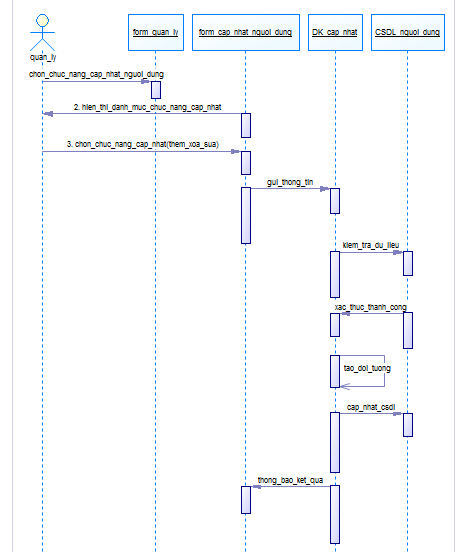 form_quan_ly
form_cap_nhat_nguoi_dung
DK_cap_nhat
CSDL_nguoi_dung
quan_ly
chon_chuc_nang_cap_nhat_nguoi_dung
2. hien_thi_danh_muc_chuc_nang_cap_nhat
3. chon_chuc_nang_cap_nhat(them_xoa_sua)
gui_thong_tin
kiem_tra_du_lieu
xac_thuc_thanh_cong
tao_doi_tuong
cap_nhat_csdl
thong_bao_ket_qua